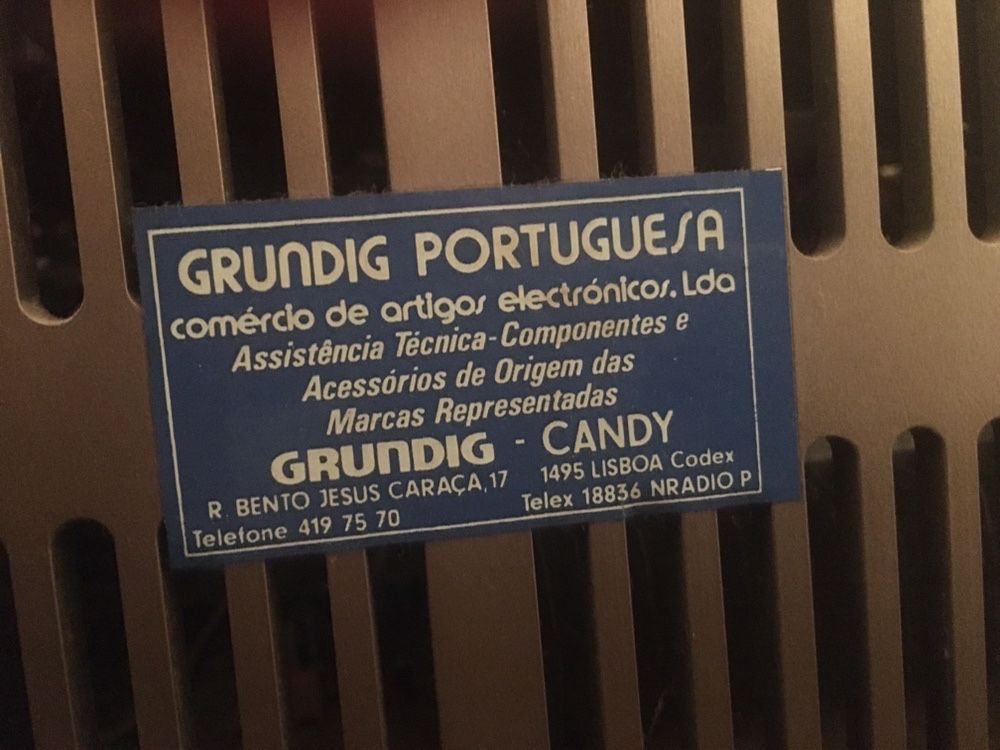 GRUNDIG PORTUGUESA
comércio de artigos electrónicos. Lda
Assistência Técnica-Componentes e
Acessórios de Origem das
Marcas Representadas
GRUNDIG - CANDY
R. BENTO JESUS CARAÇA, 17 1495 LISBOA Codex
Telefone 419 75 70 Telex 18836 NRADIO P